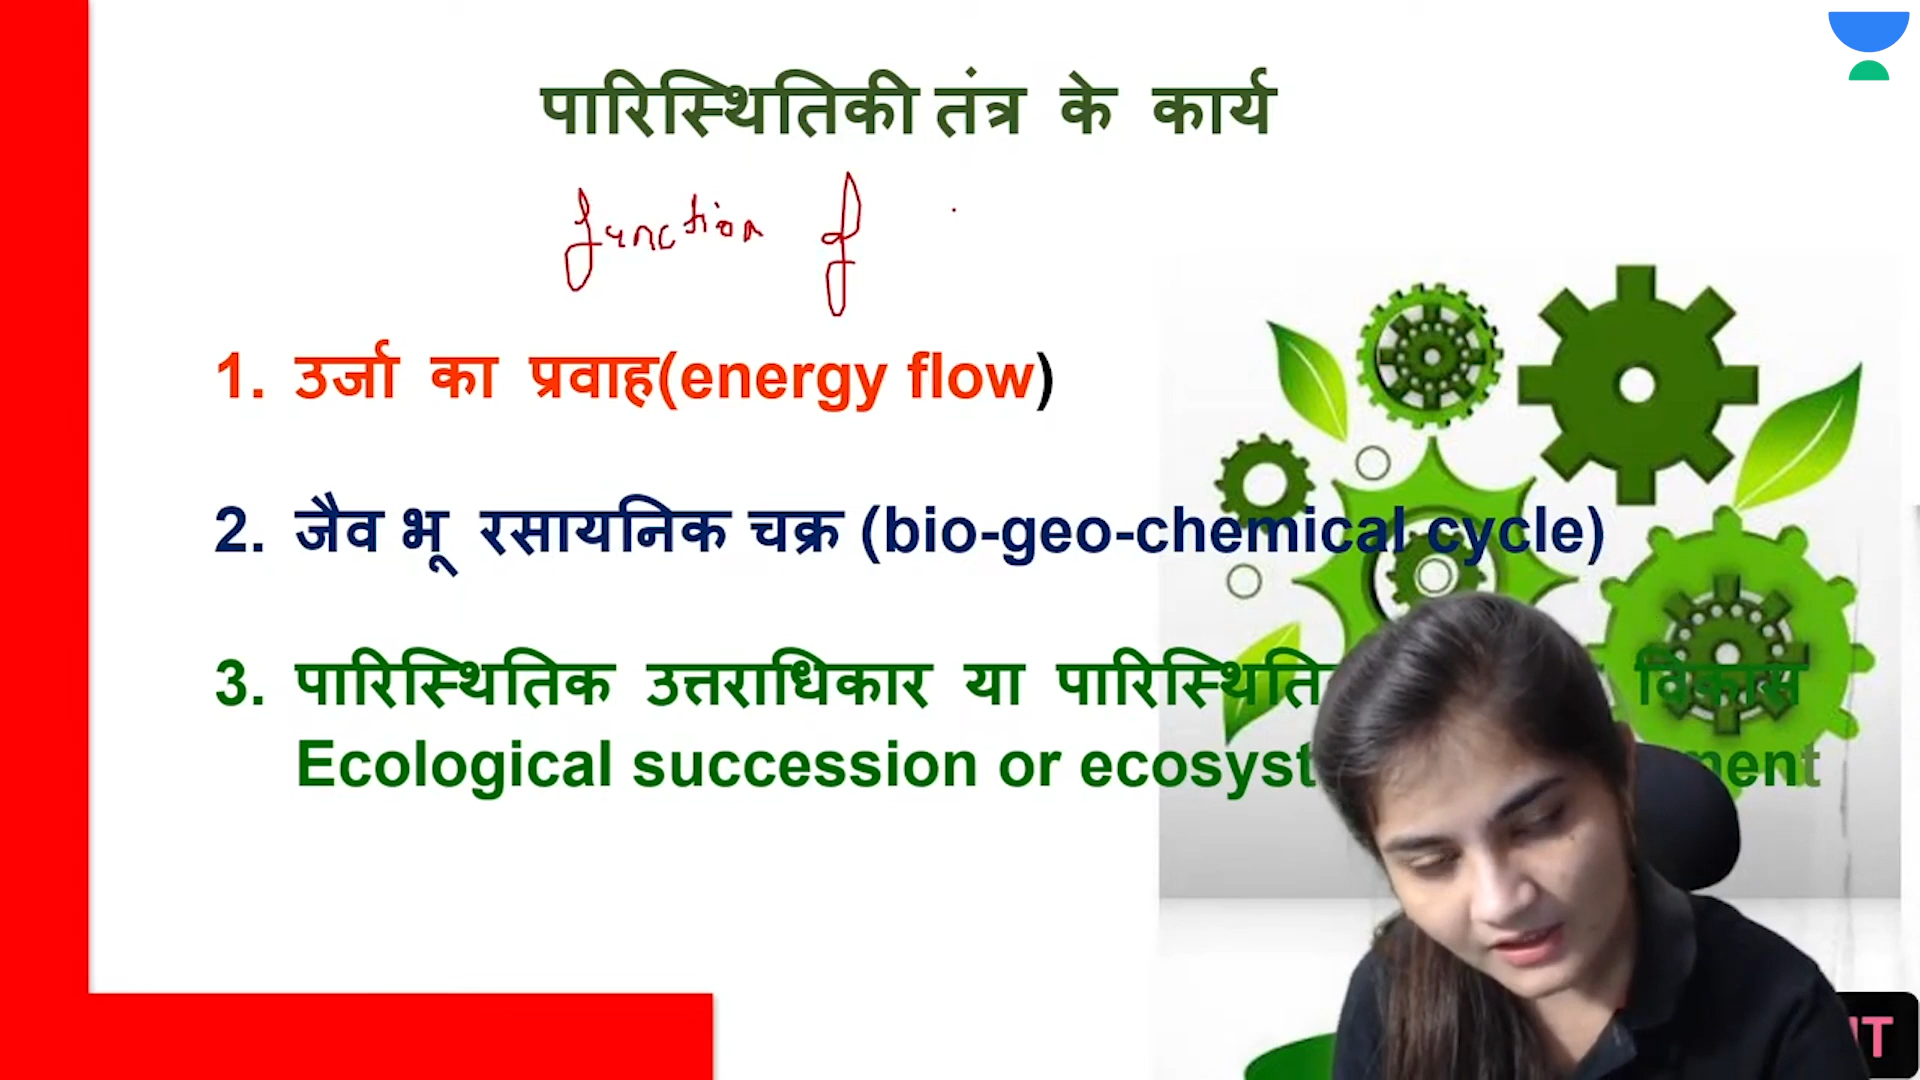 पारिस्थितिकी तंत्र के कार्य
function of
1. उर्जा का प्रवाह(energy flow)
2. जैव भू रसायनिक चक्र (bio-geo-chemical cycle)
3. पारिस्थितिक उत्तराधिकार या विकास
Ecological succession or